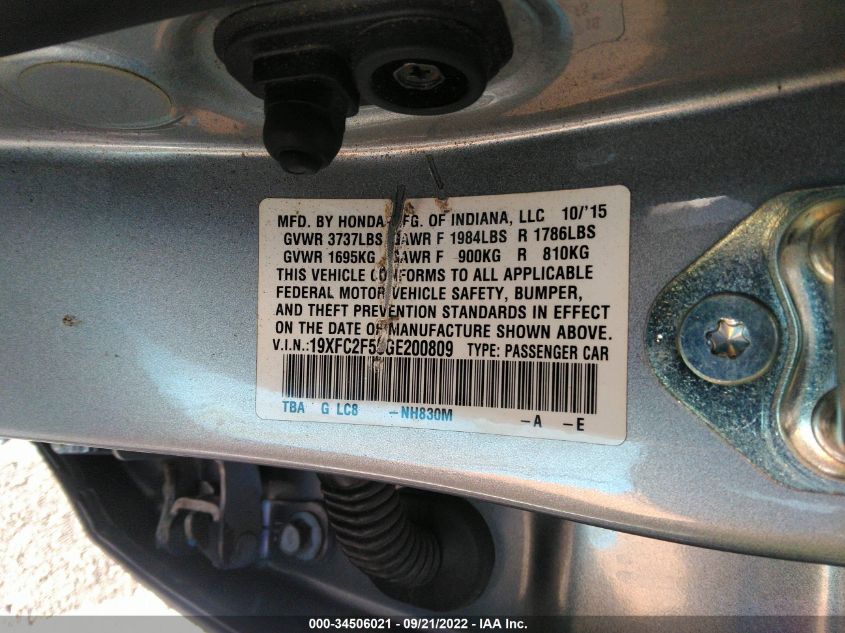 MFD. BY HONDA OF INDIANA, LLC 10/'15
GVWR 3737LBS GAWR F 1984LBS R 1786LBS
GVWR 1695KG GAWR F 900KG R 810KG
THIS VEHICLE CONFORMS TO ALL APPLICABLE
FEDERAL MOTOR VEHICLE SAFETY, BUMPER,
AND THEFT PREVENTION STANDARDS IN EFFECT
ON THE DATE OF MANUFACTURE SHOWN ABOVE.
V.I.N.: TYPE: PASSENGER CAR
TBA G LC8 -NH830M -A -E
000-34506021 - 09/21/2022 - IAA Inc.